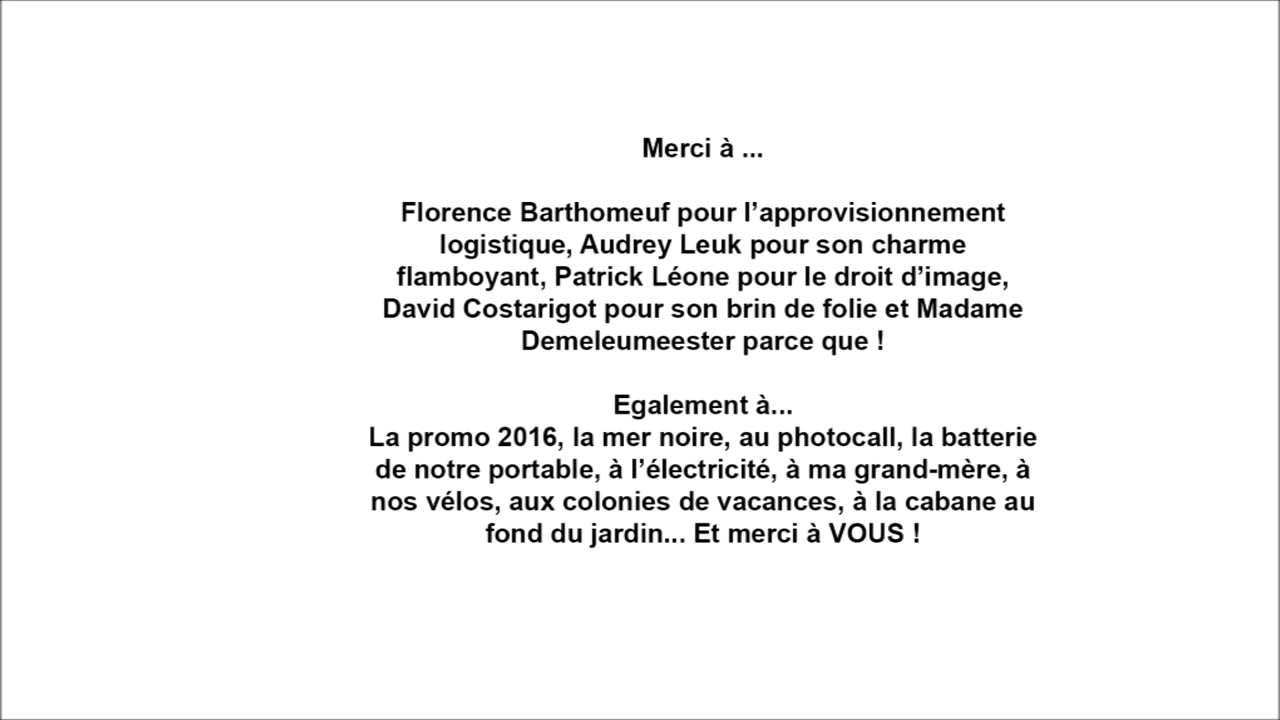 Merci à ...
Florence Barthomeuf pour l’approvisionnement
logistique, Audrey Leuk pour son charme
flamboyant, Patrick Léone pour le droit d’image,
David Costarigot pour son brin de folie et Madame
Demeleumeester parce que !
Egalement à...
La promo 2016, la mer noire, au photocall, la batterie
de notre portable, à l’électricité, à ma grand-mère, à
nos vélos, aux colonies de vacances, à la cabane au
fond du jardin... Et merci à VOUS !